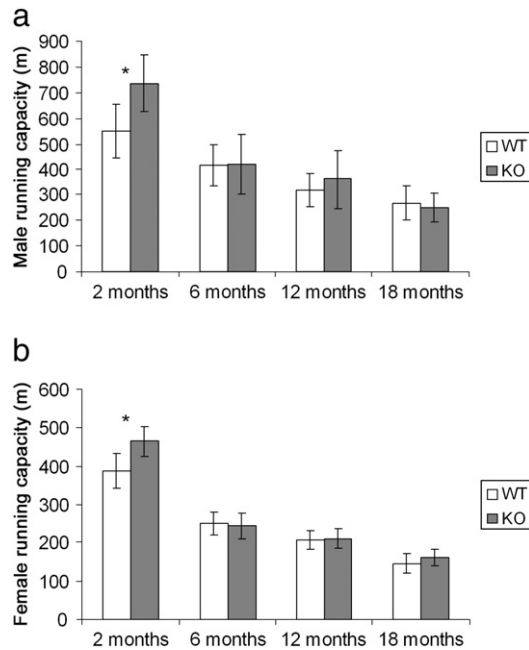 a
Male running capacity (m)
900
800
700
600
500
400
300
200
100
0
*
2 months 6 months 12 months 18 months
WT
KO
b
Female running capacity (m)
600
500
400
300
200
100
0
*
2 months 6 months 12 months 18 months
WT
KO